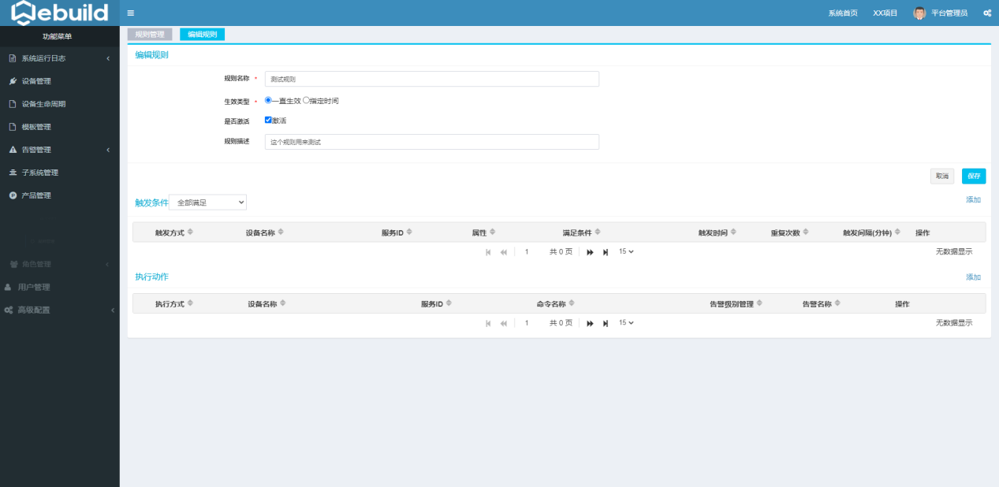 Webuild
系统首页 XX项目 平台管理员
功能菜单
系统运行日志
设备管理
设备生命周期
模板管理
告警管理
子系统管理
产品管理
角色管理
用户管理
高级配置
规则管理 编辑规则
编辑规则
规则名称 * 测试规则
生效类型 * 一直生效 指定时间
是否激活 激活
规则描述 这个规则用来测试
取消 保存
触发条件 全部满足 添加
触发方式 设备名称 服务ID 属性 满足条件 触发时间 重复次数 触发间隔(分钟) 操作
1 共 0 页 15 无数据显示
执行动作 添加
执行方式 设备名称 服务ID 命令名称 告警级别管理 告警名称 操作
1 共 0 页 15 无数据显示